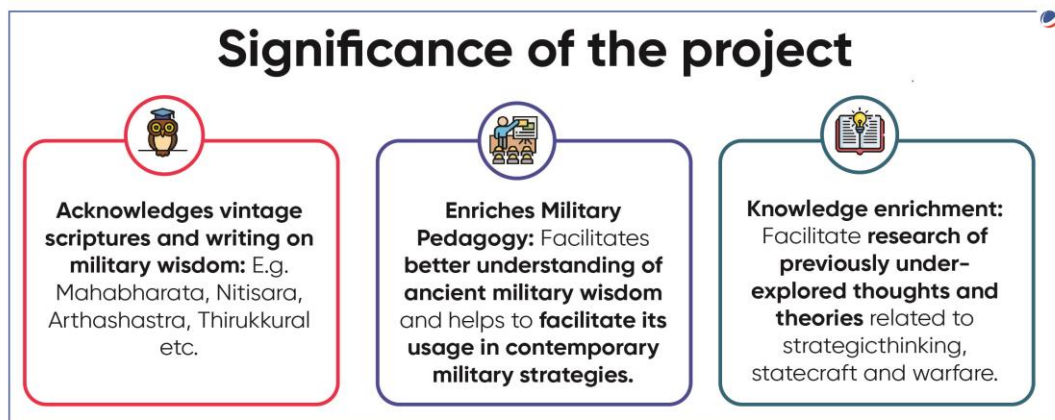 Significance of the project
Acknowledges vintage
scriptures and writing on
military wisdom: E.g.
Mahabharata, Nitisara,
Arthashastra, Thirukkural
etc.
Enriches Military
Pedagogy: Facilitates
better understanding of
ancient military wisdom
and helps to facilitate its
usage in contemporary
military strategies.
Knowledge enrichment:
Facilitate research of
previously under-
explored thoughts and
theories related to
strategicthinking,
statecraft and warfare.